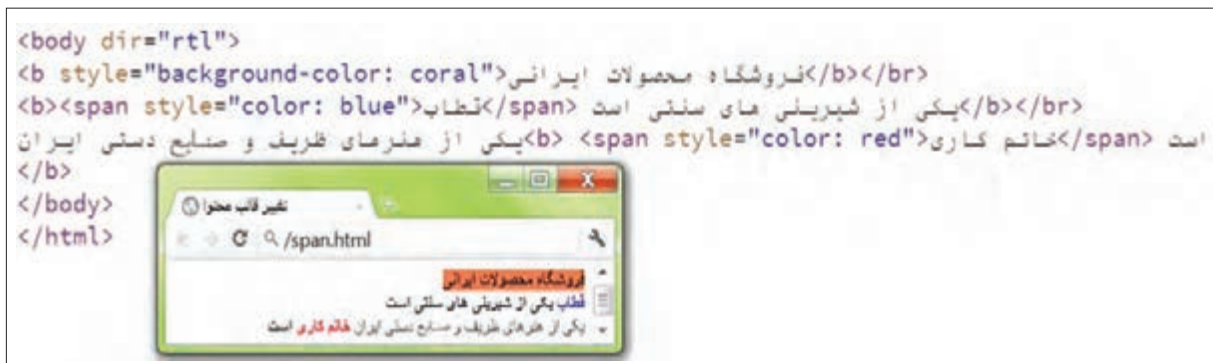 <body dir="rtl">
<b style="background-color: coral">فروشگاه محصولات ایرانی</b></br>
<b><span style="color: blue">قطاب</span> یکی از شیرینی های سنتی است</b></br>
یکی از هنرهای ظریف و صنایع دستی ایران<b> <span style="color: red">خاتم کاری</span> است
</b>
</body>
</html>
تغییر قالب محتوا
/span.html
فروشگاه محصولات ایرانی
قطاب یکی از شیرینی های سنتی است
یکی از هنرهای ظریف و صنایع دستی ایران خاتم کاری است